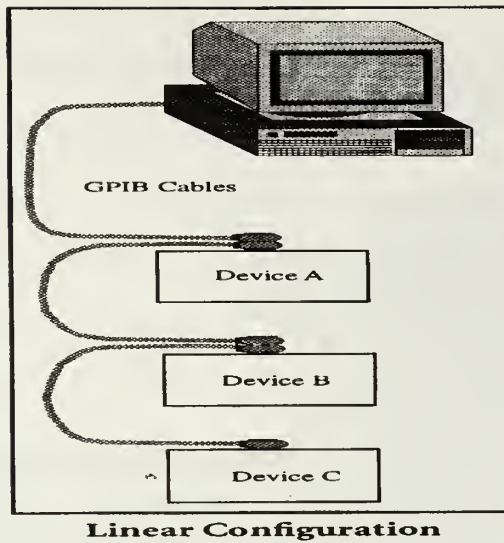 GPIB Cables
Device A
Device B
Device C
Linear Configuration